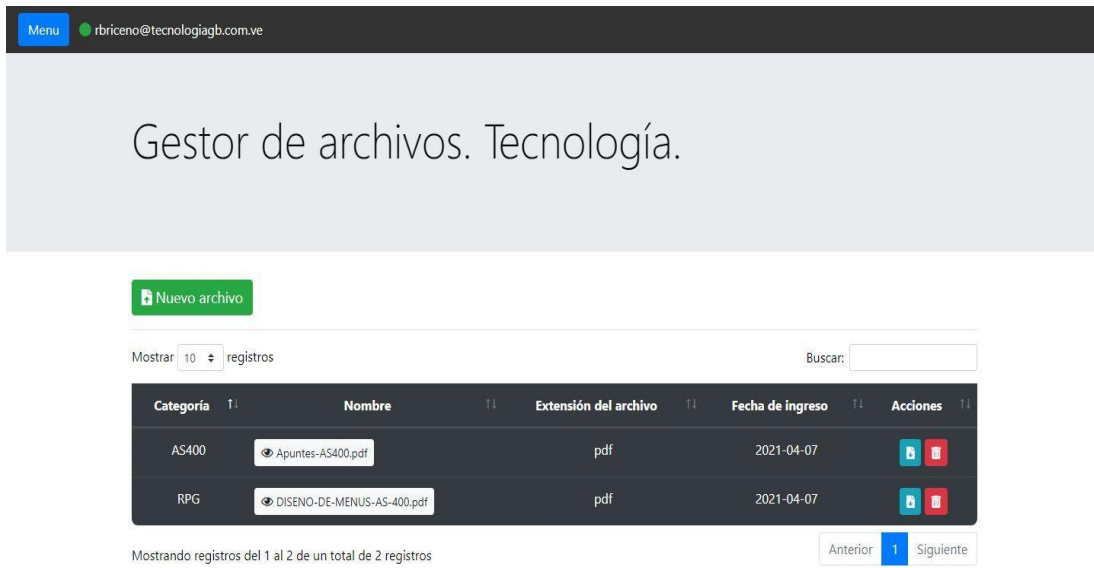 Menu rbriceno@tecnologiagb.com.ve
Gestor de archivos. Tecnología.
Nuevo archivo
Mostrar 10 registros Buscar:
Categoría Nombre Extensión del archivo Fecha de ingreso Acciones
AS400 Apuntes-AS400.pdf pdf 2021-04-07
RPG DISENO-DE-MENUS-AS-400.pdf pdf 2021-04-07
Mostrando registros del 1 al 2 de un total de 2 registros Anterior 1 Siguiente